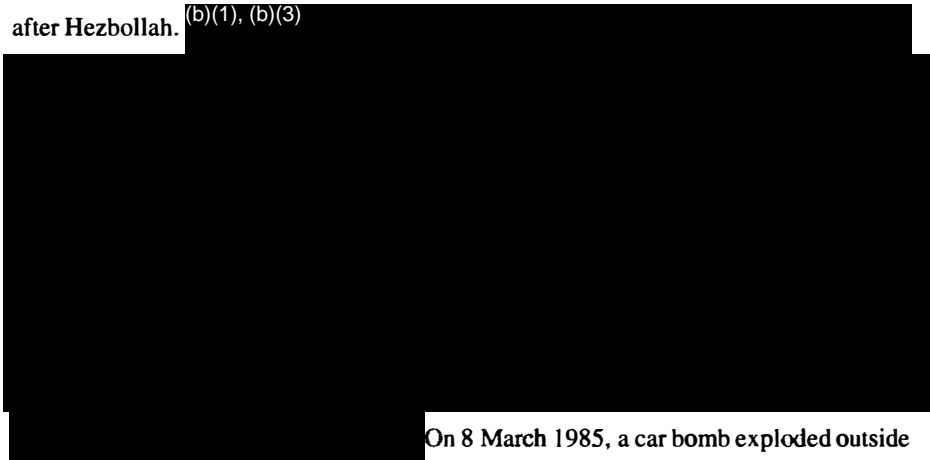 after Hezbollah. (b)(1), (b)(3)
On 8 March 1985, a car bomb exploded outside